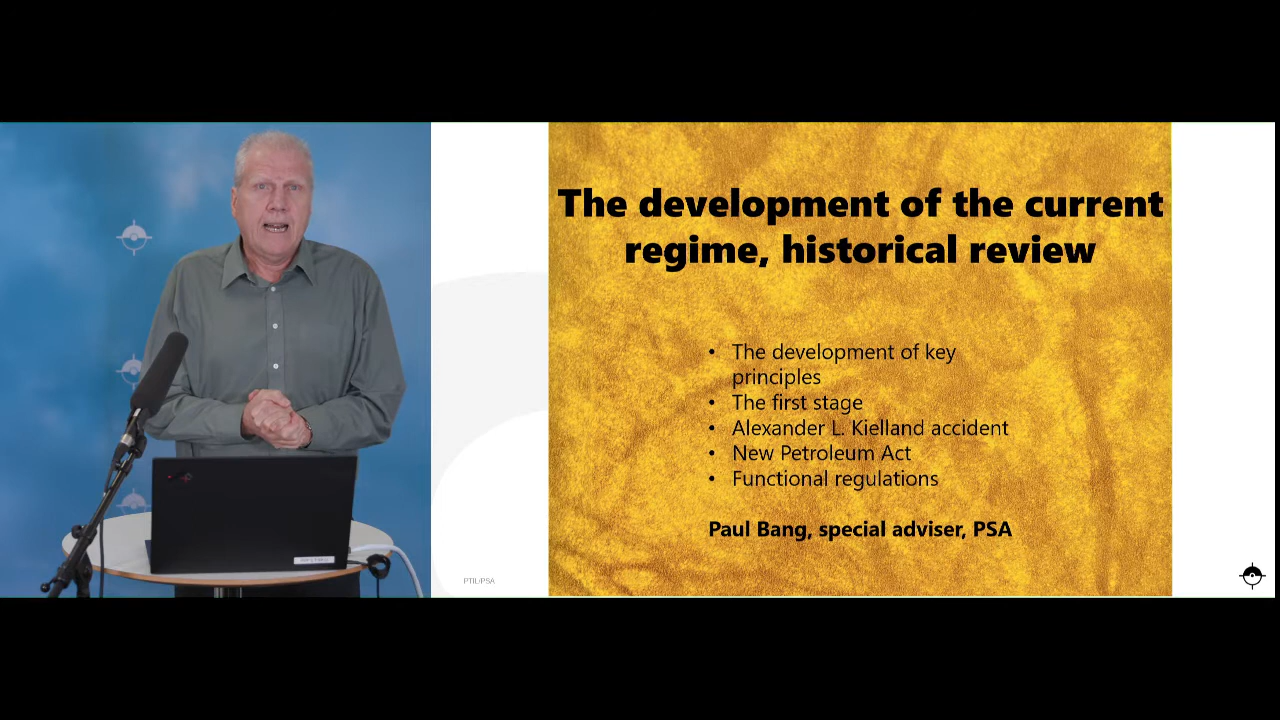 The development of the current
regime, historical review
• The development of key
principles
• The first stage
• Alexander L. Kielland accident
• New Petroleum Act
• Functional regulations
Paul Bang, special adviser, PSA
PTIL/PSA